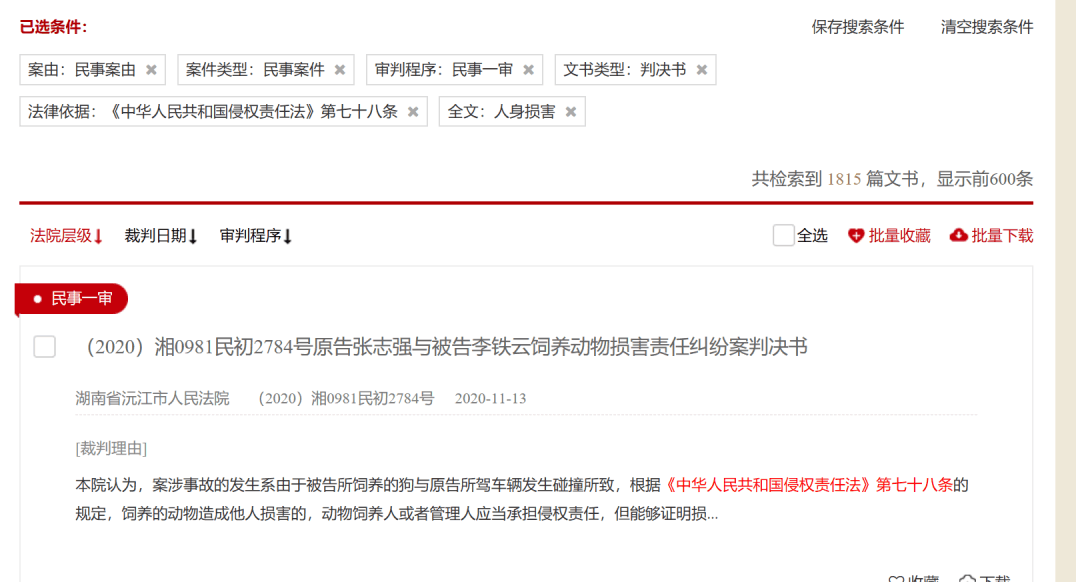 已选条件：
保存搜索条件 清空搜索条件
案由：民事案由 案件类型：民事案件 审判程序：民事一审 文书类型：判决书
法律依据：《中华人民共和国侵权责任法》第七十八条 全文：人身损害
共检索到 1815 篇文书，显示前600条
法院层级 裁判日期 审判程序 全选 批量收藏 批量下载
民事一审
（2020）湘0981民初2784号原告张志强与被告李铁云饲养动物损害责任纠纷案判决书
湖南省沅江市人民法院 （2020）湘0981民初2784号 2020-11-13
[裁判理由]
本院认为，案涉事故的发生系由于被告所饲养的狗与原告所驾车辆发生碰撞所致，根据《中华人民共和国侵权责任法》第七十八条的
规定，饲养的动物造成他人损害的，动物饲养人或者管理人应当承担侵权责任，但能够证明损...
收藏 下载